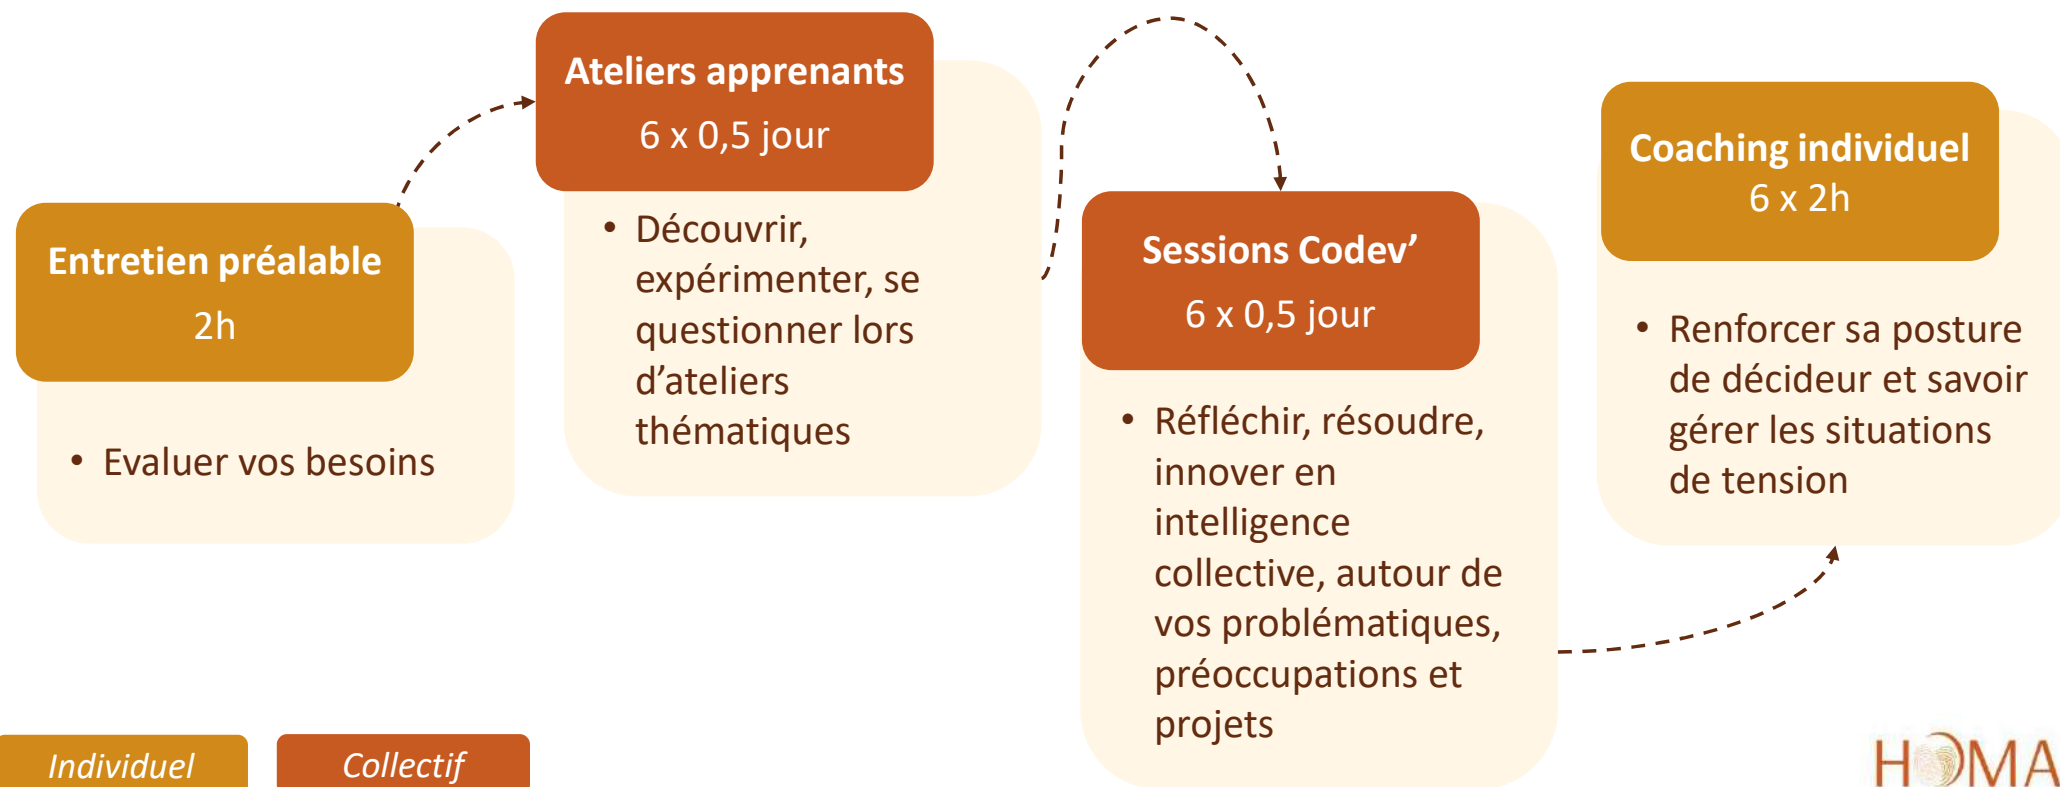 Entretien préalable
2h
• Evaluer vos besoins
Ateliers apprenants
6 x 0,5 jour
• Découvrir,
expérimenter, se
questionner lors
d’ateliers
thématiques
Sessions Codev’
6 x 0,5 jour
• Réfléchir, résoudre,
innover en
intelligence
collective, autour de
vos problématiques,
préoccupations et
projets
Coaching individuel
6 x 2h
• Renforcer sa posture
de décideur et savoir
gérer les situations
de tension
Individuel
Collectif
HOMA